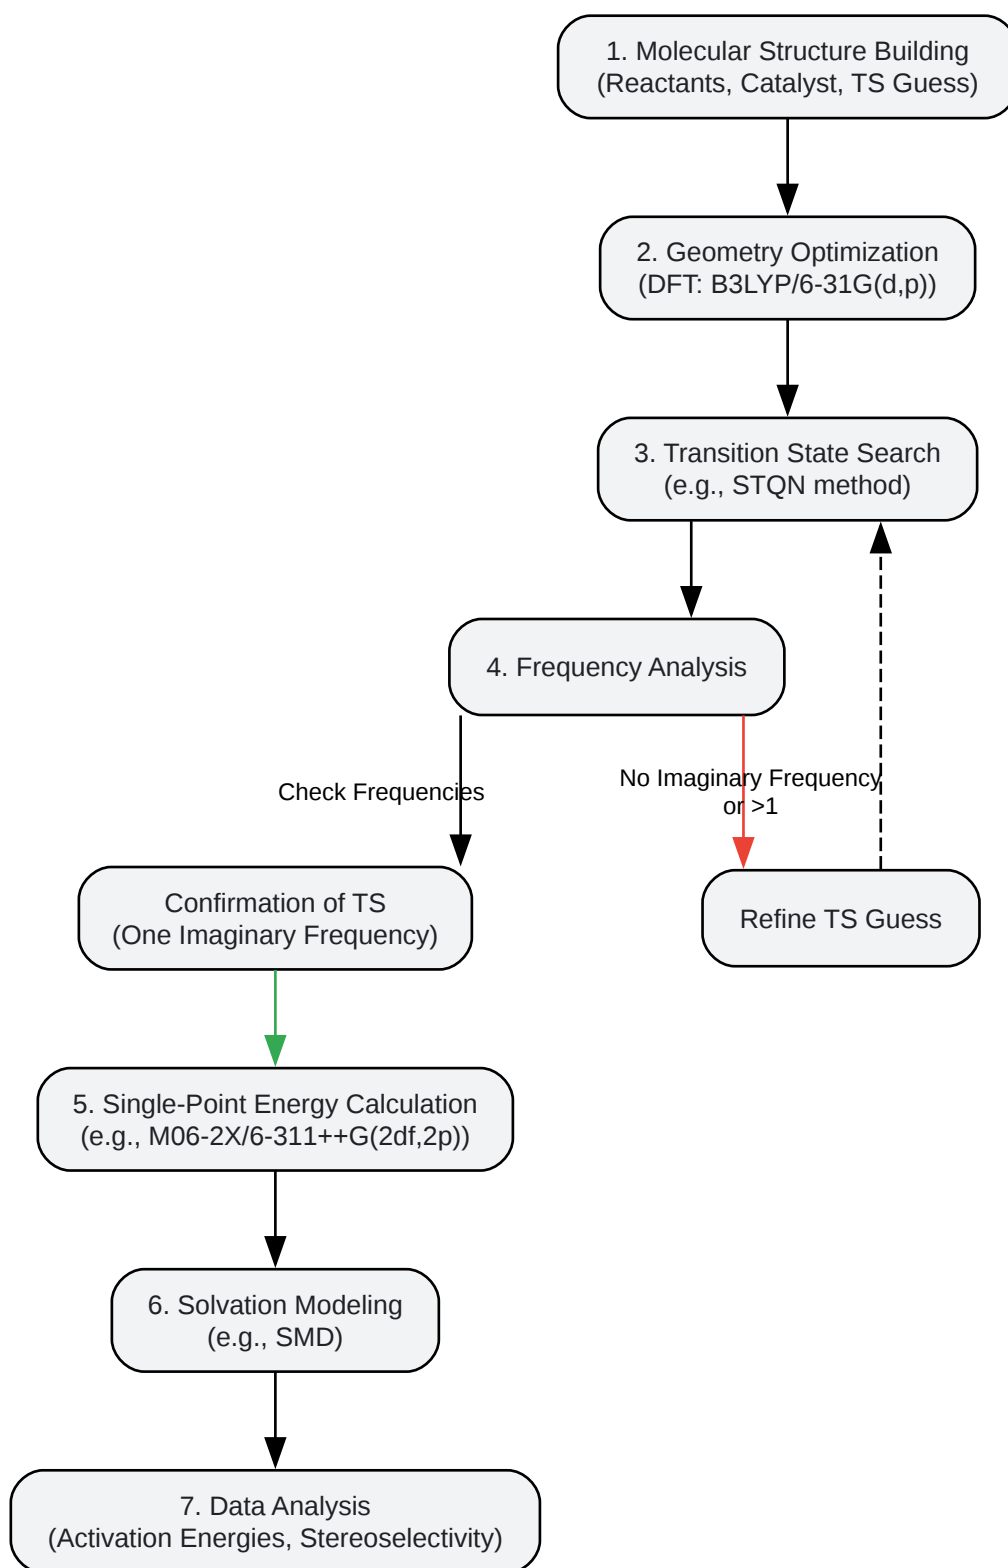 1. Molecular Structure Building
(Reactants, Catalyst, TS Guess)
2. Geometry Optimization
(DFT: B3LYP/6-31G(d,p))
3. Transition State Search
(e.g., STQN method)
4. Frequency Analysis
Check Frequencies
No Imaginary Frequency
or >1
Confirmation of TS
(One Imaginary Frequency)
Refine TS Guess
5. Single-Point Energy Calculation
(e.g., M06-2X/6-311++G(2df,2p))
6. Solvation Modeling
(e.g., SMD)
7. Data Analysis
(Activation Energies, Stereoselectivity)